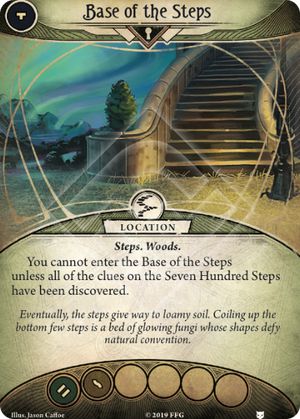 Base of the Steps
LOCATION
Steps. Woods.
You cannot enter the Base of the Steps
unless all of the clues on the Seven Hundred Steps
have been discovered.
Eventually, the steps give way to loamy soil. Coiling up the
bottom few steps is a bed of glowing fungi whose shapes defy
natural convention.
Illus. Jason Caffoe
© 2019 FFG